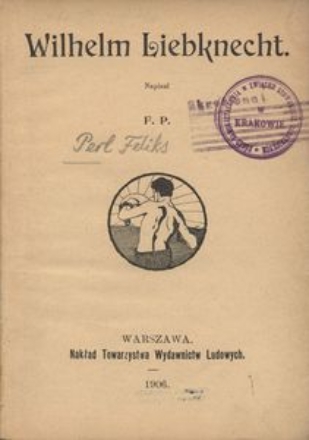 Wilhelm Liebknecht.
Napisał
F. P.
Perl Feliks
W KRAKOWIE
WARSZAWA.
Nakład Towarzystwa Wydawnictw Ludowych.
1906.